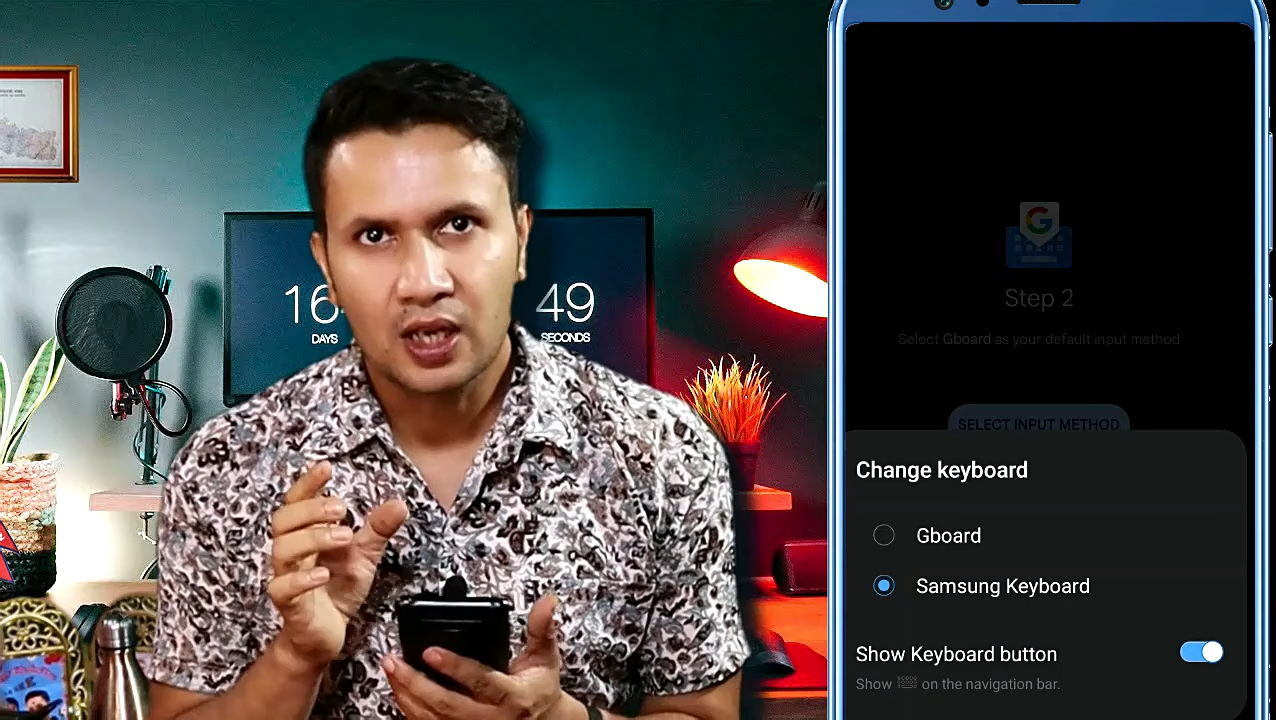 16
DAYS
49
SECONDS
G
Step 2
Select Gboard as your default input method
SELECT INPUT METHOD
Change keyboard
Gboard
Samsung Keyboard
Show Keyboard button
Show on the navigation bar.